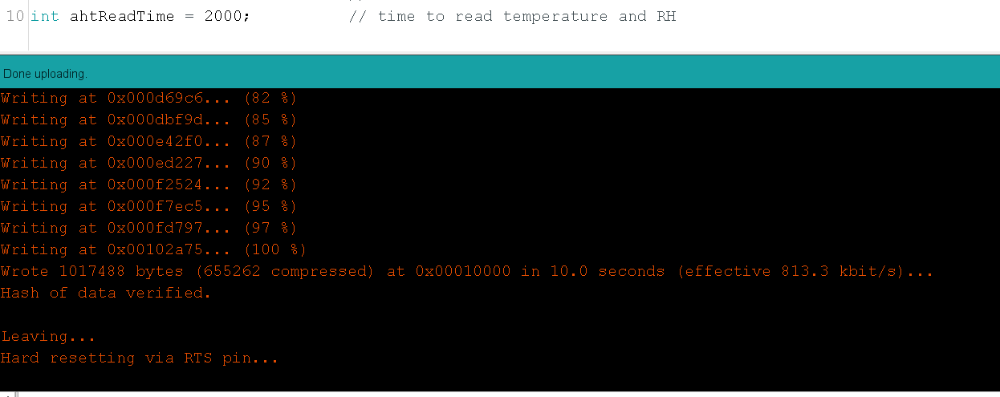 10 int ahtReadTime = 2000; // time to read temperature and RH
Done uploading.
Writing at 0x000d69c6... (82 %)
Writing at 0x000dbf9d... (85 %)
Writing at 0x000e42f0... (87 %)
Writing at 0x000ed227... (90 %)
Writing at 0x000f2524... (92 %)
Writing at 0x000f7ec5... (95 %)
Writing at 0x000fd797... (97 %)
Writing at 0x00102a75... (100 %)
Wrote 1017488 bytes (655262 compressed) at 0x00010000 in 10.0 seconds (effective 813.3 kbit/s)...
Hash of data verified.
Leaving...
Hard resetting via RTS pin...